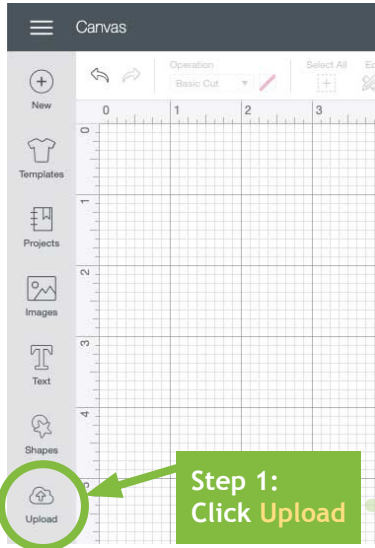 Canvas
Operation
Select All
Basic Cut
New
0 1 2 3
0
Templates
1
Projects
2
Images
3
Text
4
Shapes
Step 1:
Click Upload
Upload